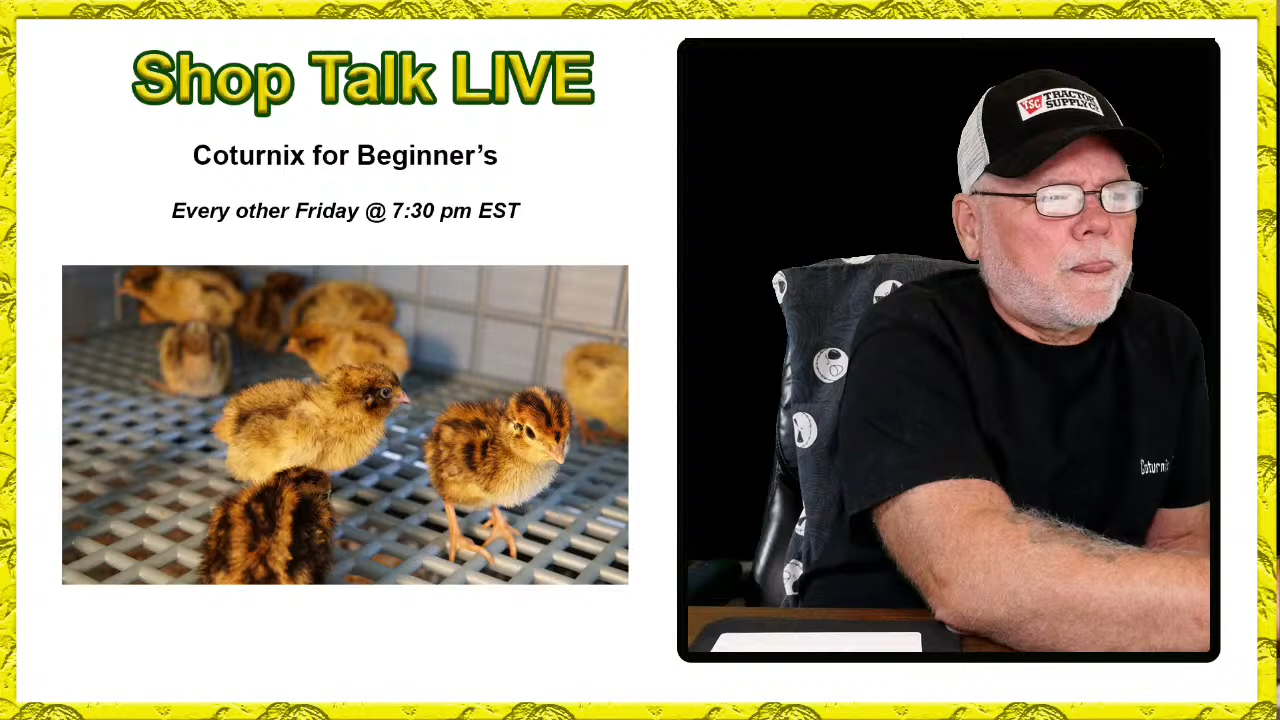 Shop Talk LIVE
Coturnix for Beginner’s
Every other Friday @ 7:30 pm EST
TSC TRACTOR
SUPPLY CO
Coturnix